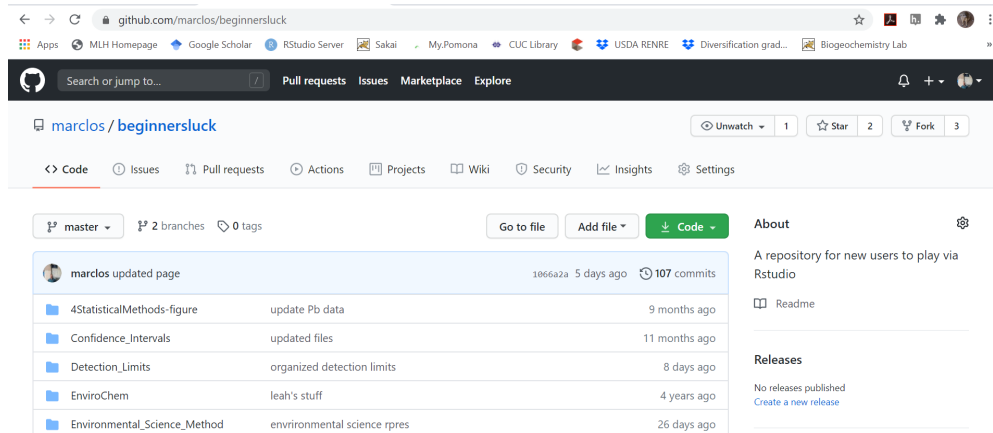 github.com/marclos/beginnersluck
Apps MLH Homepage Google Scholar RStudio Server Sakai My.Pomona CUC Library USDA RENRE Diversification grad... Biogeochemistry Lab »
Search or jump to... / Pull requests Issues Marketplace Explore
marclos / beginnersluck Unwatch 1 Star 2 Fork 3
Code Issues Pull requests Actions Projects Wiki Security Insights Settings
master 2 branches 0 tags Go to file Add file Code About
marclos updated page 1066a2a 5 days ago 107 commits
A repository for new users to play via
Rstudio
4StatisticalMethods-figure update Pb data 9 months ago
Readme
Confidence_Intervals updated files 11 months ago
Releases
Detection_Limits organized detection limits 8 days ago
No releases published
EnviroChem leah's stuff 4 years ago
Create a new release
Environmental_Science_Method environmental science rpres 26 days ago